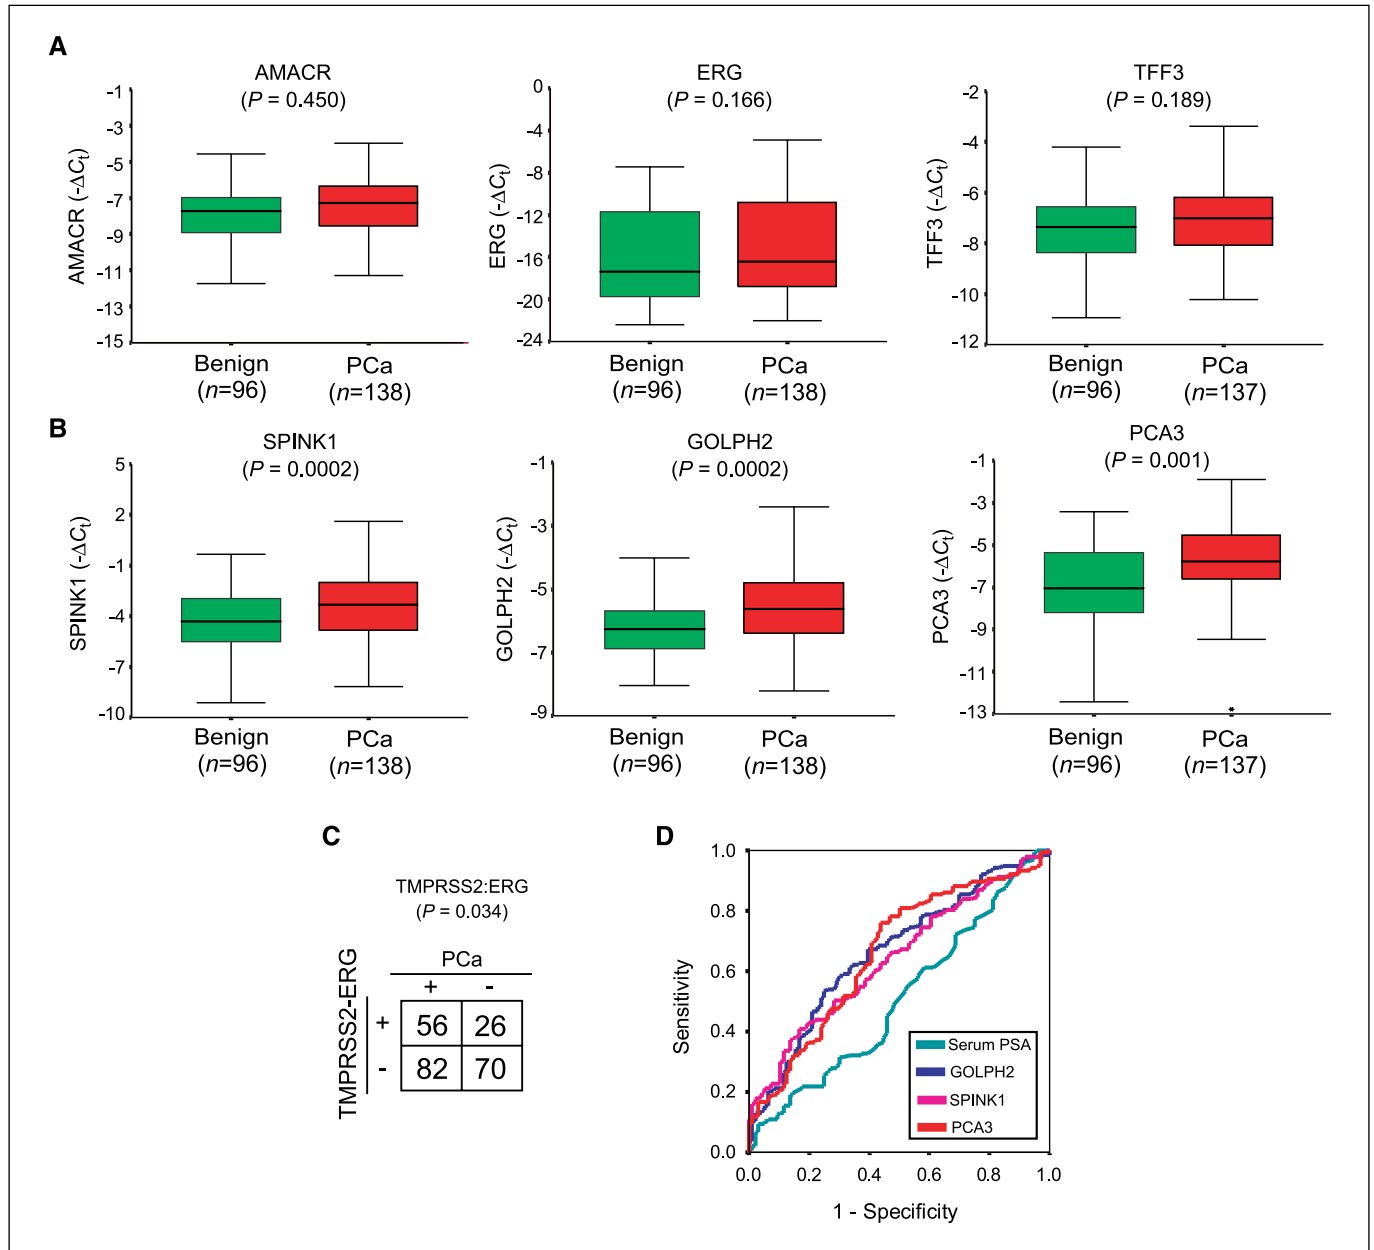 A
AMACR
(P = 0.450)
AMACR (-ΔCt)
-1
-3
-5
-7
-9
-11
-13
-15
Benign
(n=96)
PCa
(n=138)
ERG
(P = 0.166)
ERG (-ΔCt)
0
-4
-8
-12
-16
-20
-24
Benign
(n=96)
PCa
(n=138)
TFF3
(P = 0.189)
TFF3 (-ΔCt)
-2
-4
-6
-8
-10
-12
Benign
(n=96)
PCa
(n=137)
B
SPINK1
(P = 0.0002)
SPINK1 (-ΔCt)
5
2
-1
-4
-7
-10
Benign
(n=96)
PCa
(n=138)
GOLPH2
(P = 0.0002)
GOLPH2 (-ΔCt)
-1
-3
-5
-7
-9
Benign
(n=96)
PCa
(n=138)
PCA3
(P = 0.001)
PCA3 (-ΔCt)
-1
-3
-5
-7
-9
-11
-13
*
Benign
(n=96)
PCa
(n=137)
C
TMPRSS2:ERG
(P = 0.034)
PCa
+ -
TMPRSS2-ERG
+ 56 26
- 82 70
D
Sensitivity
1.0
0.8
0.6
0.4
0.2
0.0
Serum PSA
GOLPH2
SPINK1
PCA3
0.0 0.2 0.4 0.6 0.8 1.0
1 - Specificity